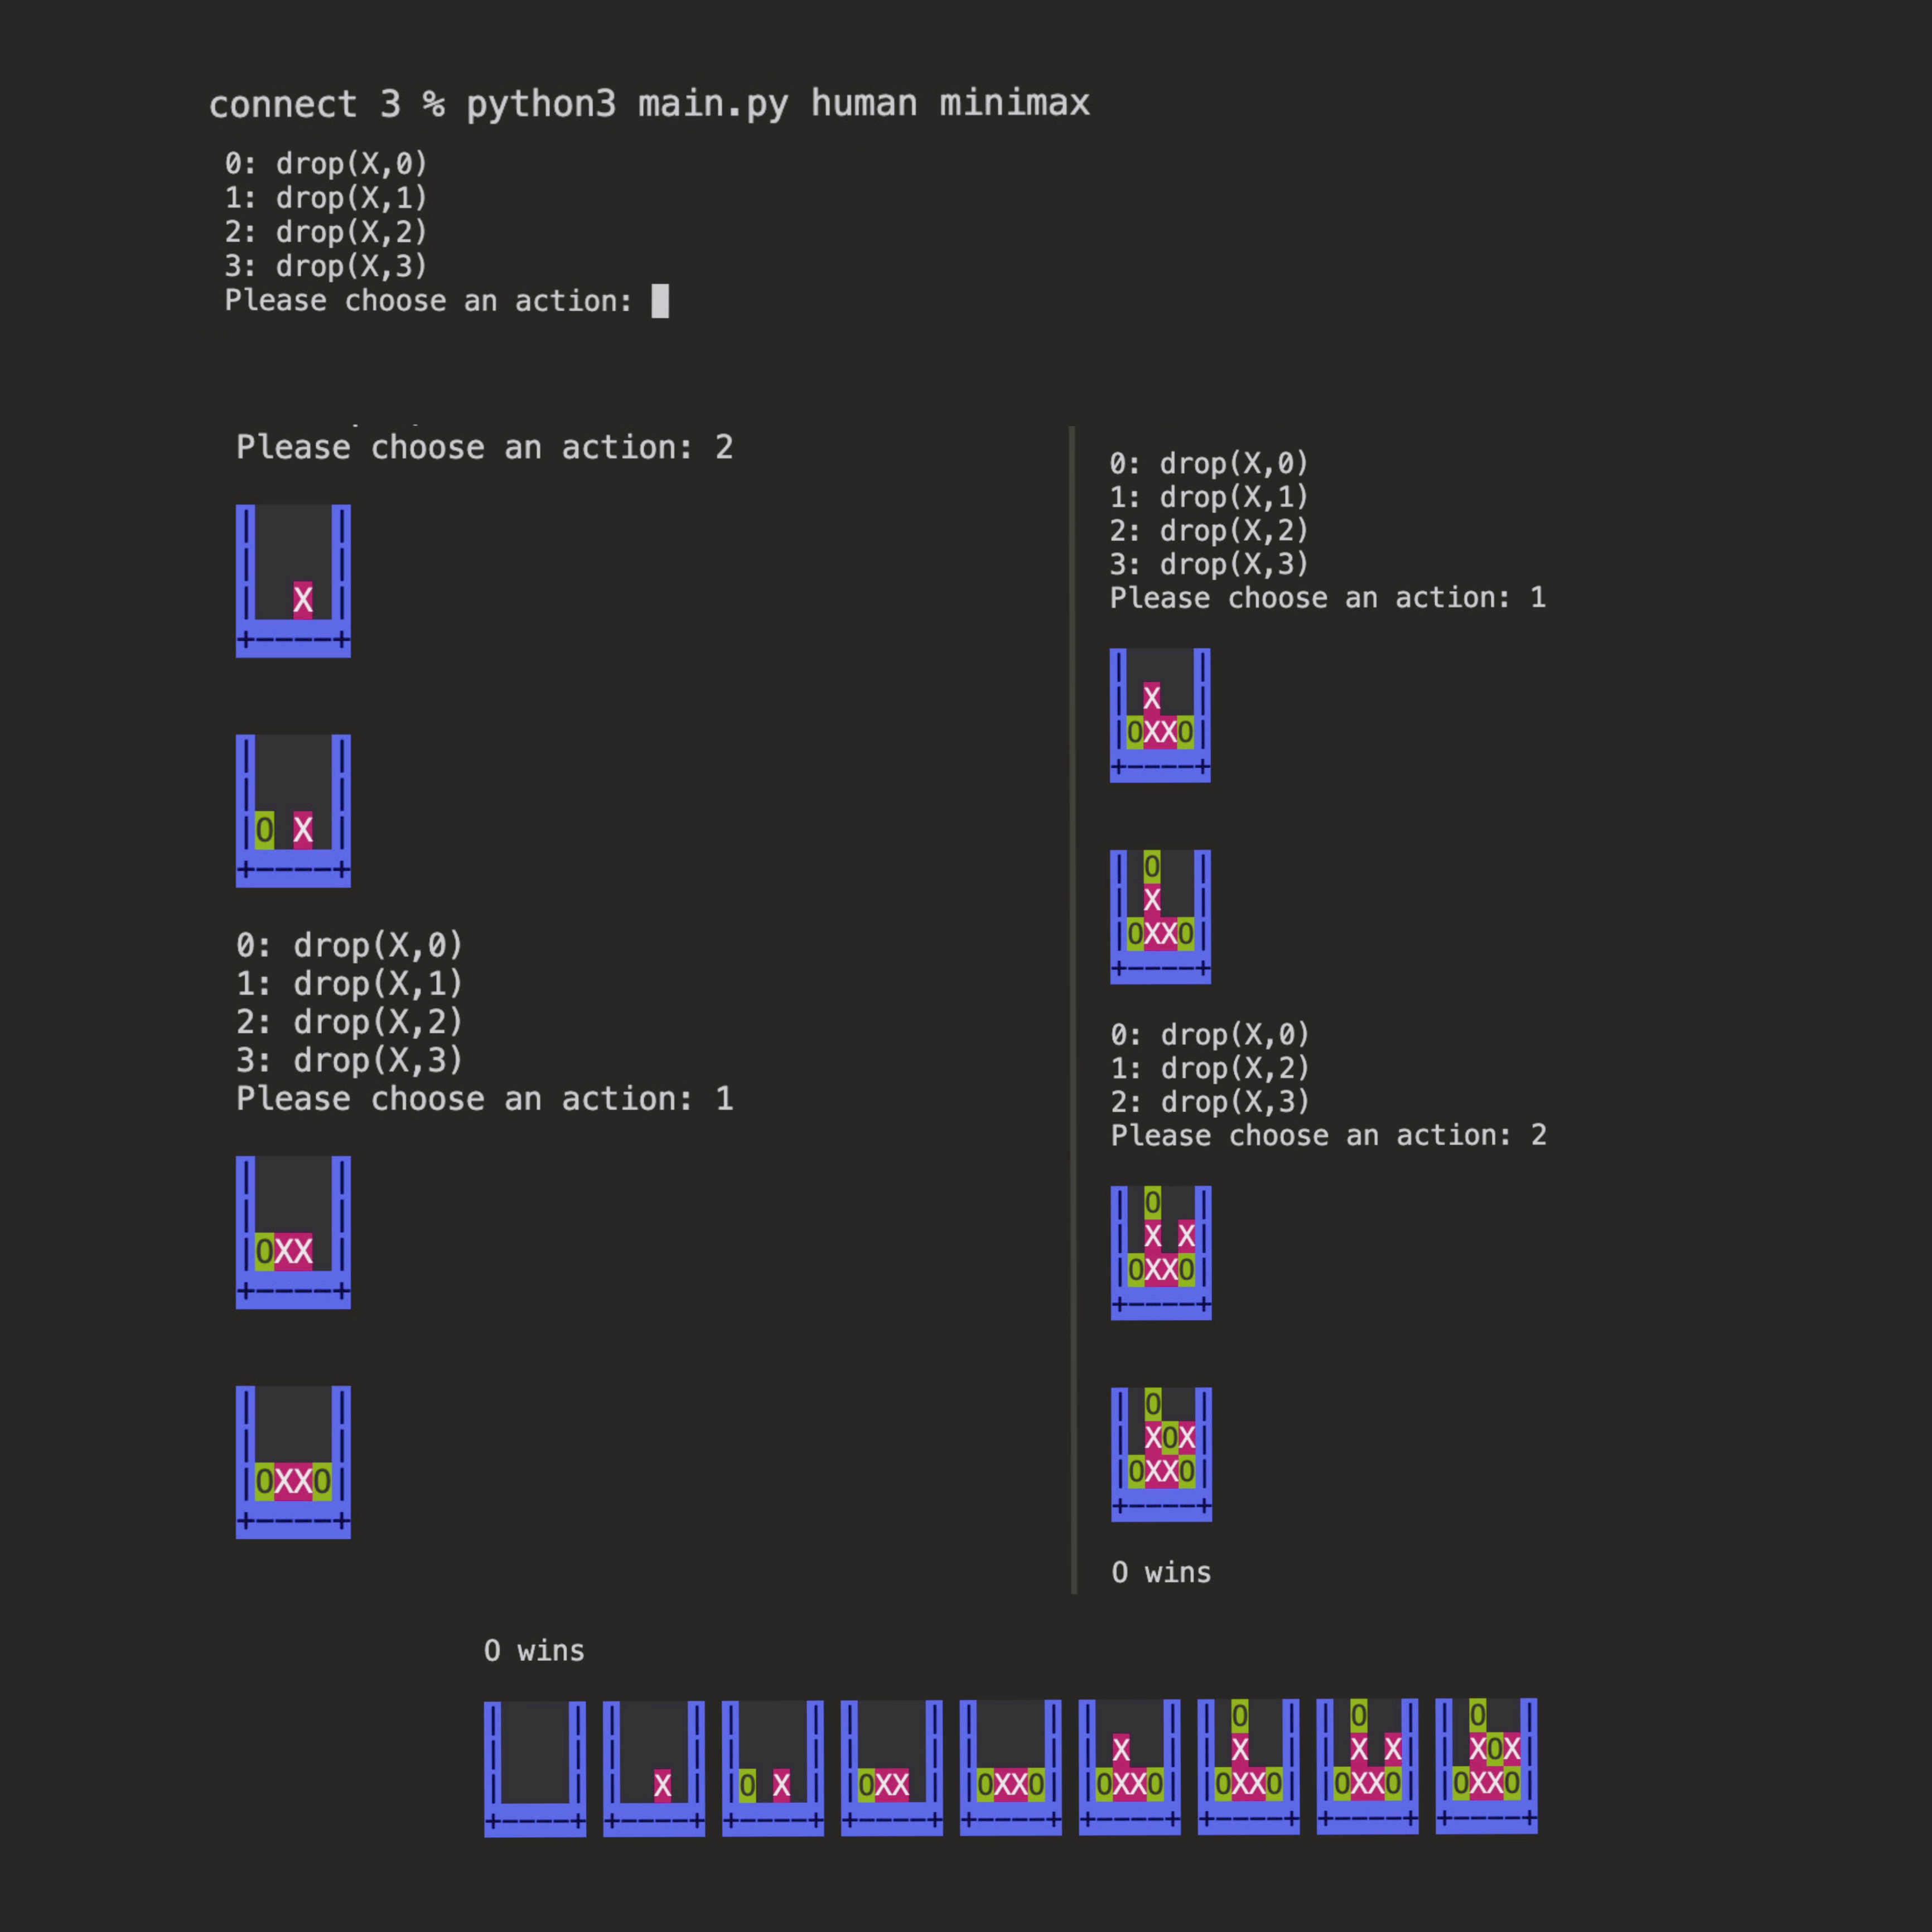 connect 3 % python3 main.py human minimax
0: drop(X,0)
1: drop(X,1)
2: drop(X,2)
3: drop(X,3)
Please choose an action:
Please choose an action: 2
X
O X
0: drop(X,0)
1: drop(X,1)
2: drop(X,2)
3: drop(X,3)
Please choose an action: 1
OXX
OXXO
0: drop(X,0)
1: drop(X,1)
2: drop(X,2)
3: drop(X,3)
Please choose an action: 1
X
OXXO
O
X
OXXO
0: drop(X,0)
1: drop(X,2)
2: drop(X,3)
Please choose an action: 2
O
X X
OXXO
O
XOX
OXXO
O wins
O wins
X
O X
OXX
OXXO
X
OXXO
O
X
OXXO
O
X X
OXXO
O
XOX
OXXO